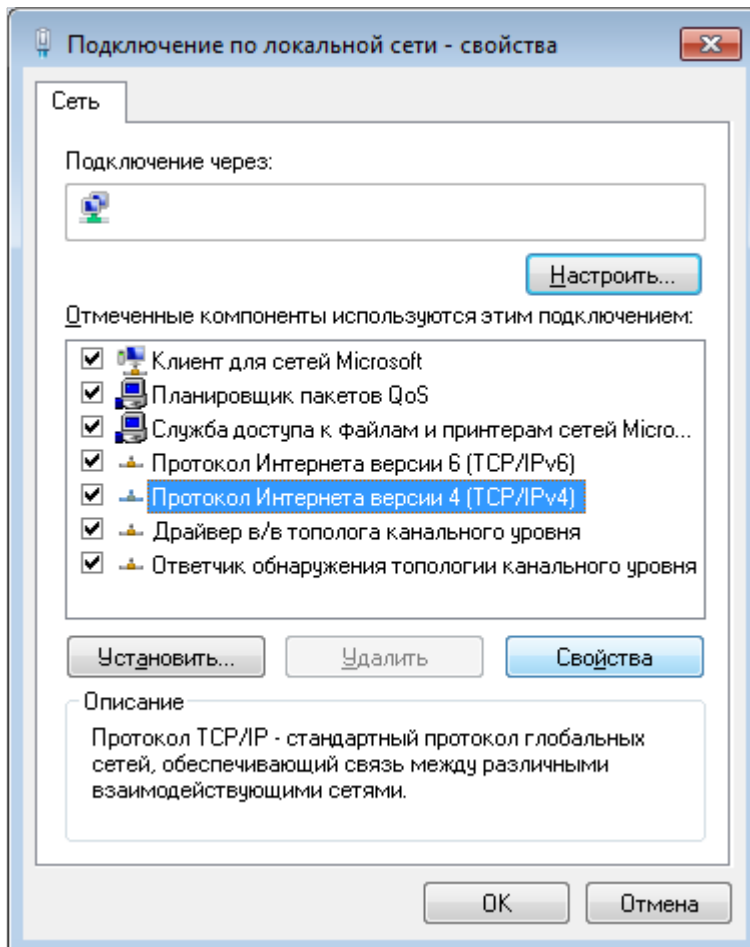 Подключение по локальной сети - свойства
Сеть
Подключение через:
Настроить...
Отмеченные компоненты используются этим подключением:
Клиент для сетей Microsoft
Планировщик пакетов QoS
Служба доступа к файлам и принтерам сетей Micro...
Протокол Интернета версии 6 (TCP/IPv6)
Протокол Интернета версии 4 (TCP/IPv4)
Драйвер в/в тополога канального уровня
Ответчик обнаружения топологии канального уровня
Установить...
Удалить
Свойства
Описание
Протокол TCP/IP - стандартный протокол глобальных
сетей, обеспечивающий связь между различными
взаимодействующими сетями.
OK
Отмена